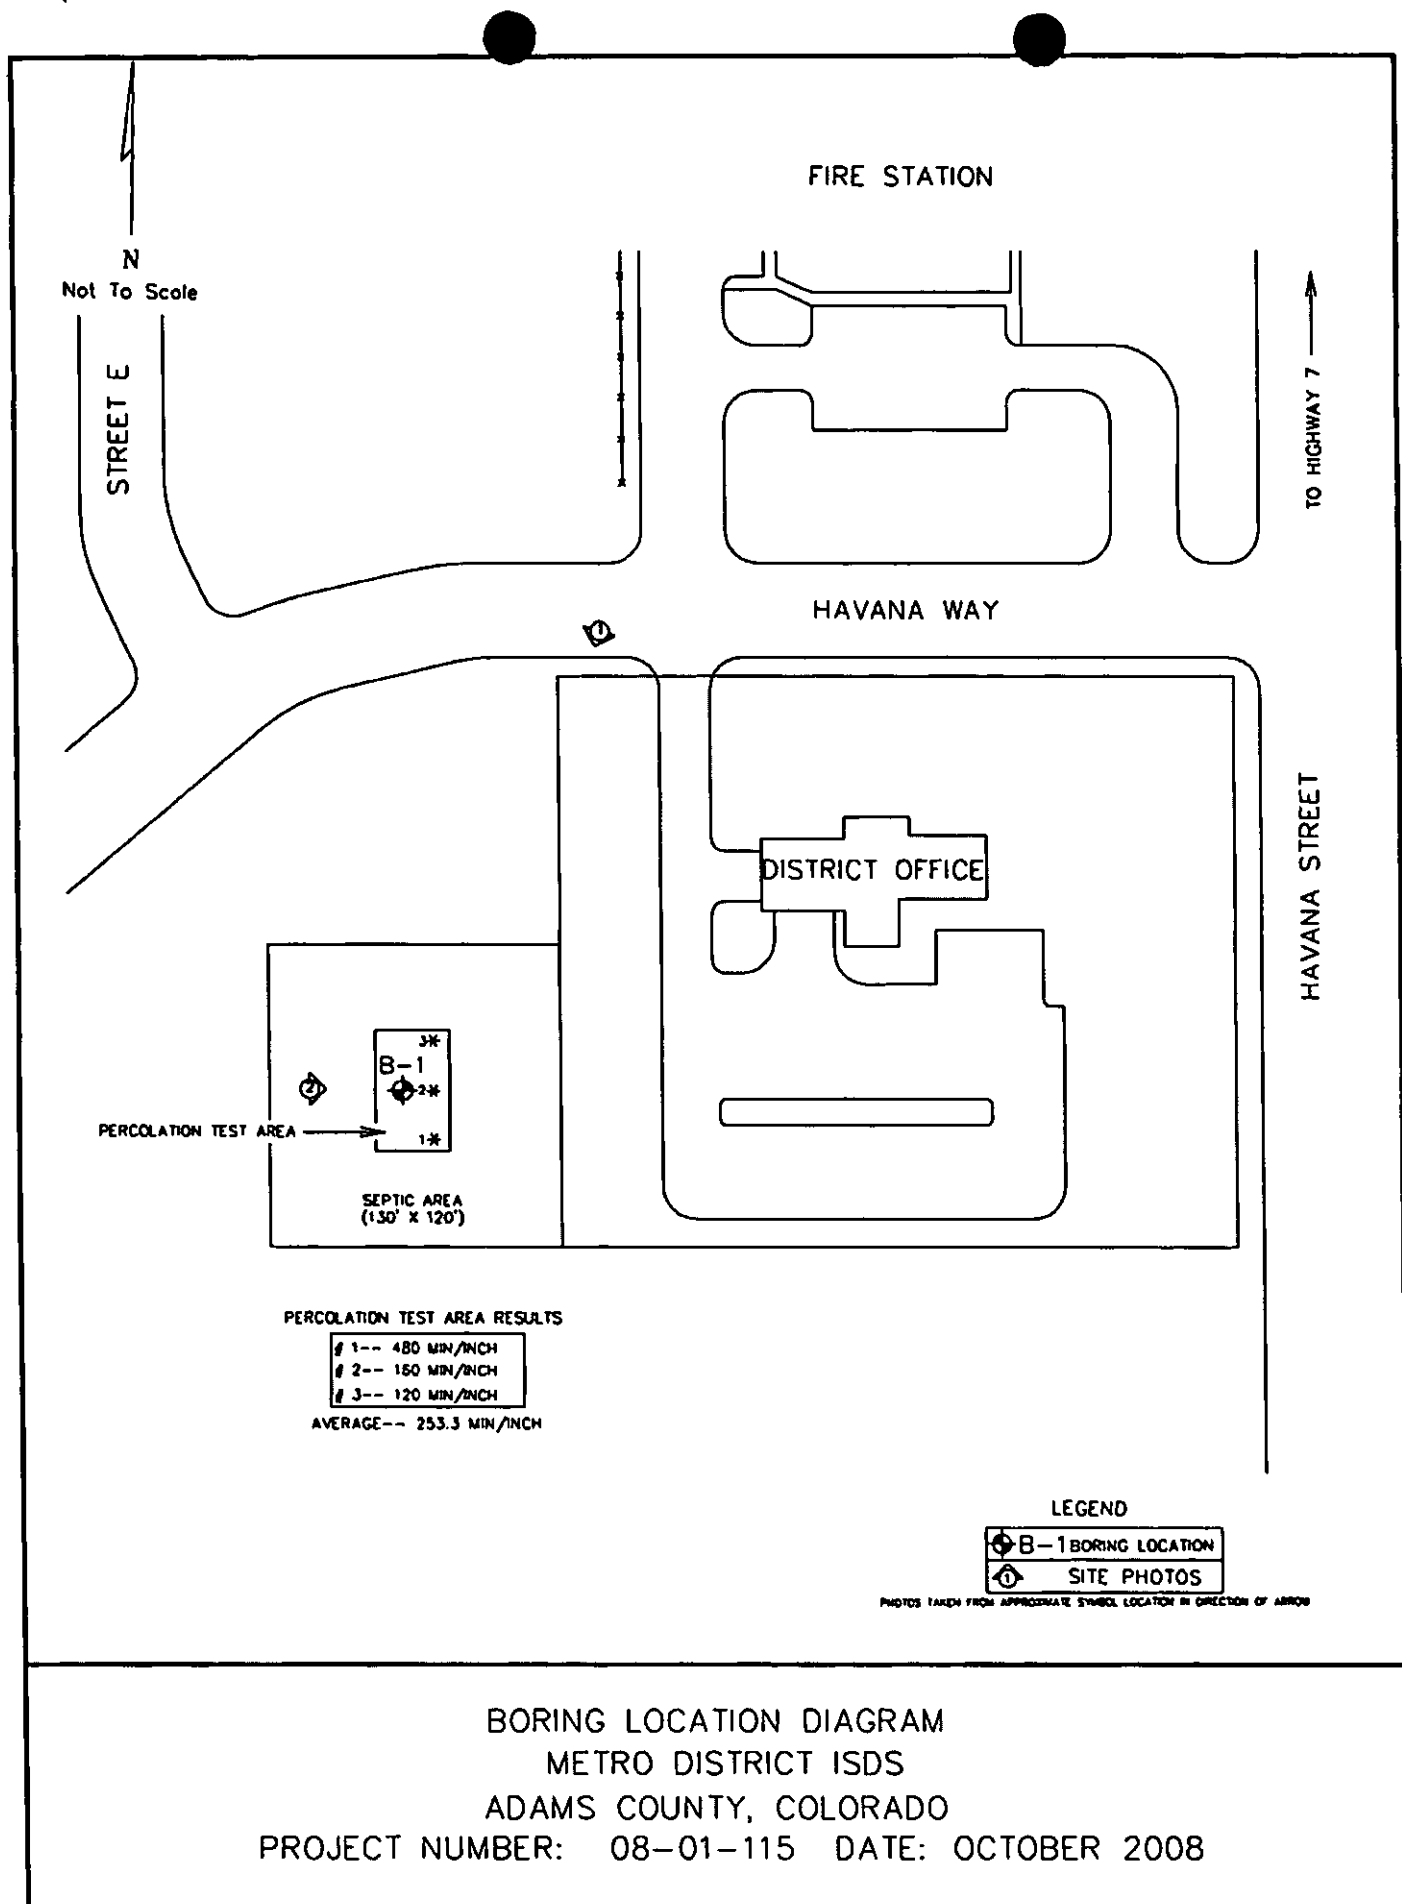 FIRE STATION
N
Not To Scale
STREET E
TO HIGHWAY 7
HAVANA WAY
1
HAVANA STREET
DISTRICT OFFICE
3*
B-1
2
2*
PERCOLATION TEST AREA
1*
SEPTIC AREA
(130' X 120')
PERCOLATION TEST AREA RESULTS
# 1-- 480 MIN/INCH
# 2-- 160 MIN/INCH
# 3-- 120 MIN/INCH
AVERAGE-- 253.3 MIN/INCH
LEGEND
B-1 BORING LOCATION
1 SITE PHOTOS
PHOTOS TAKEN FROM APPROXIMATE SYMBOL LOCATION IN DIRECTION OF ARROW
BORING LOCATION DIAGRAM
METRO DISTRICT ISDS
ADAMS COUNTY, COLORADO
PROJECT NUMBER: 08-01-115 DATE: OCTOBER 2008